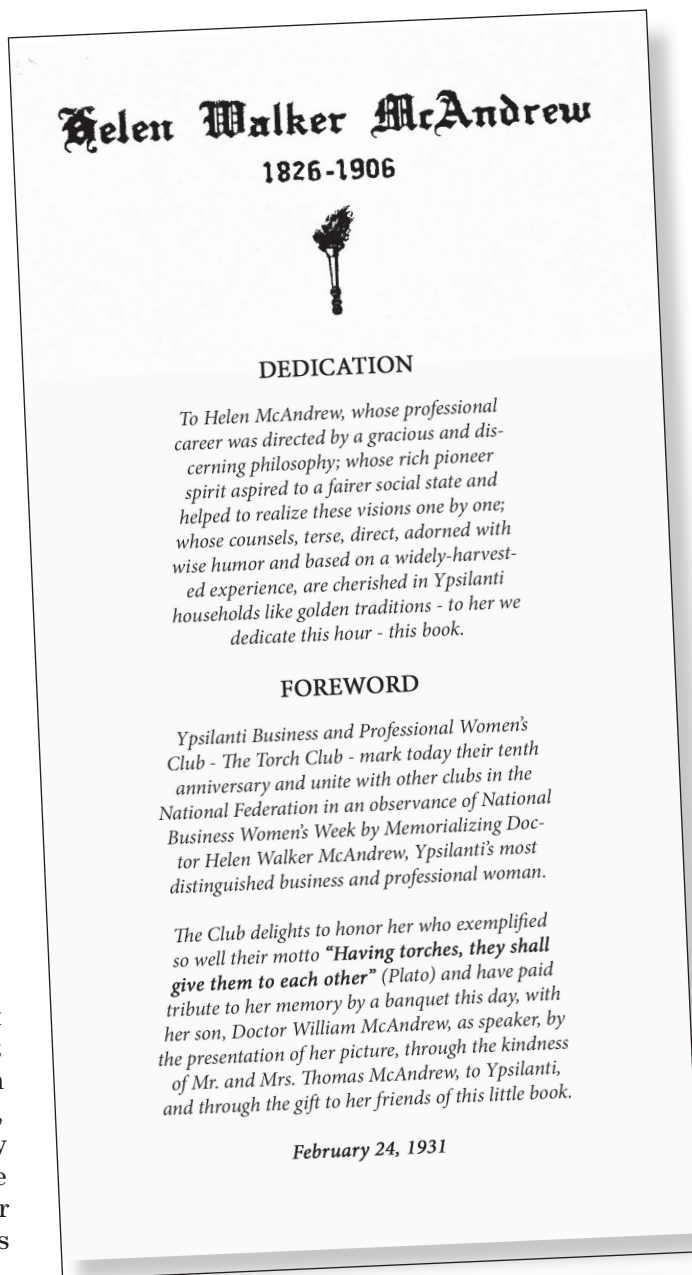 Helen Walker McAndrew
1826-1906
DEDICATION
To Helen McAndrew, whose professional
career was directed by a gracious and dis-
cerning philosophy; whose rich pioneer
spirit aspired to a fairer social state and
helped to realize these visions one by one;
whose counsels, terse, direct, adorned with
wise humor and based on a widely-harvest-
ed experience, are cherished in Ypsilanti
households like golden traditions - to her we
dedicate this hour - this book.
FOREWORD
Ypsilanti Business and Professional Women's
Club - The Torch Club - mark today their tenth
anniversary and unite with other clubs in the
National Federation in an observance of National
Business Women's Week by Memorializing Doc-
tor Helen Walker McAndrew, Ypsilanti's most
distinguished business and professional woman.
The Club delights to honor her who exemplified
so well their motto “Having torches, they shall
give them to each other” (Plato) and have paid
tribute to her memory by a banquet this day, with
her son, Doctor William McAndrew, as speaker, by
the presentation of her picture, through the kindness
of Mr. and Mrs. Thomas McAndrew, to Ypsilanti,
and through the gift to her friends of this little book.
February 24, 1931